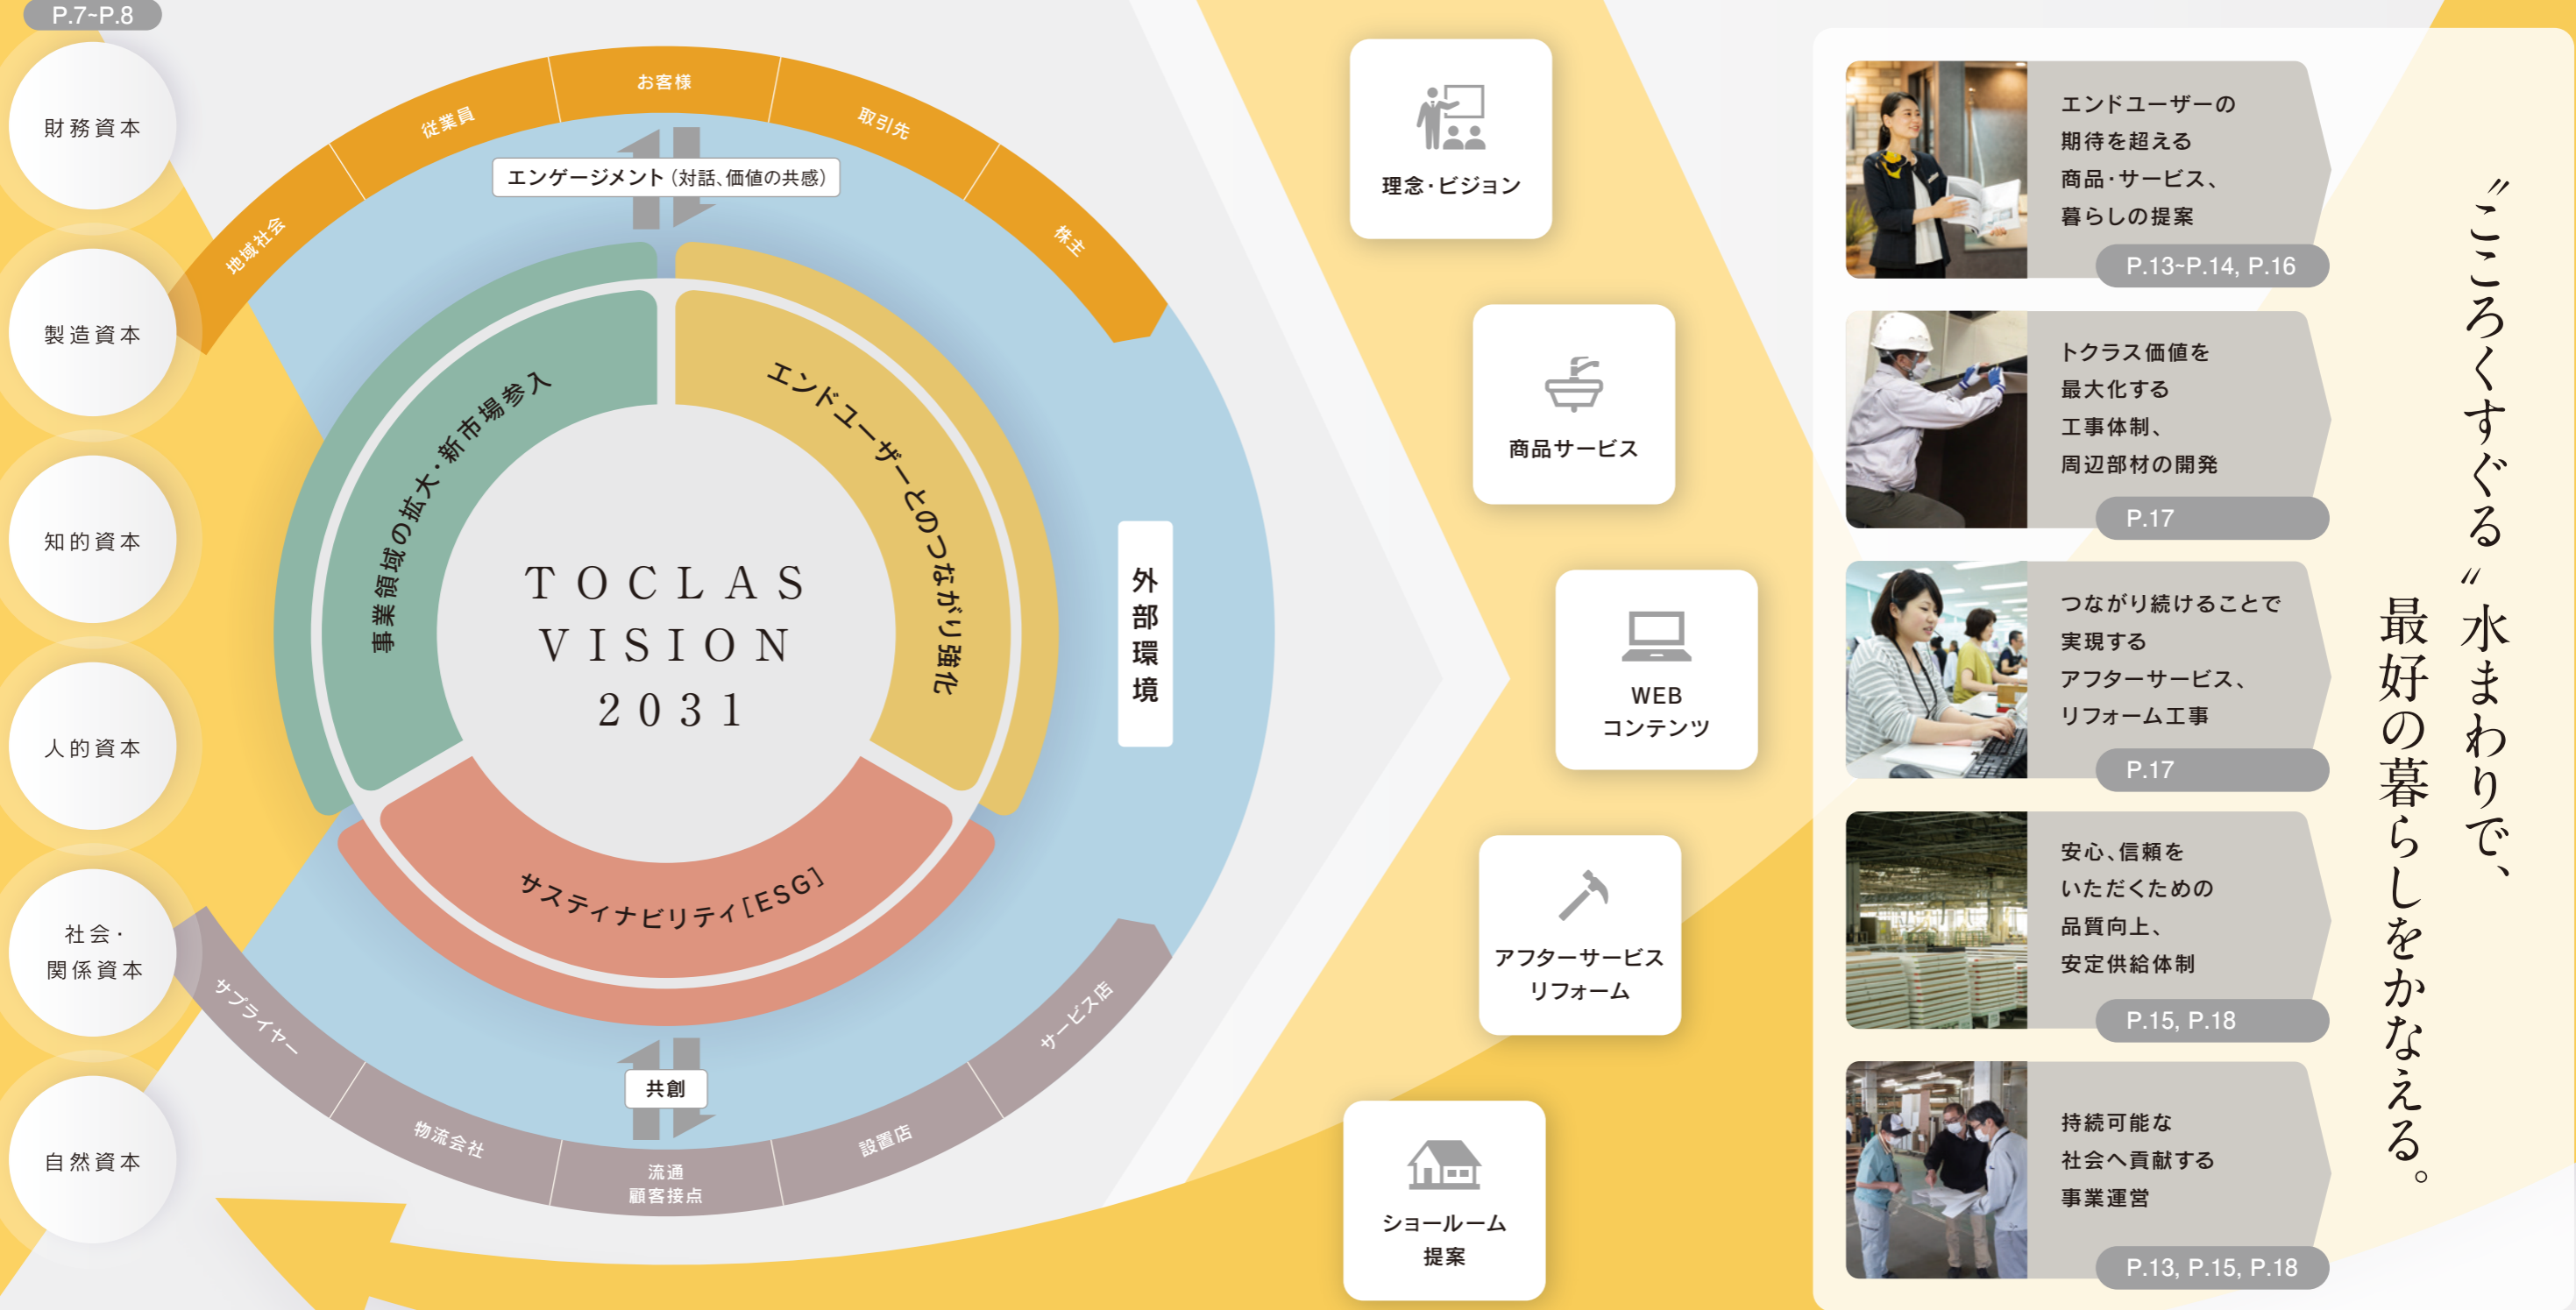 P.7~P.8
財務資本
製造資本
知的資本
人的資本
社会・
関係資本
自然資本
地域社会
従業員
お客様
取引先
株主
エンゲージメント（対話、価値の共感）
事業領域の拡大・新市場参入
エンドユーザーとのつながり強化
サスティナビリティ[ESG]
TOCLAS
VISION
2031
外部環境
共創
サプライヤー
物流会社
流通
顧客接点
設置店
サービス店
理念・ビジョン
商品サービス
WEB
コンテンツ
アフターサービス
リフォーム
ショールーム
提案
エンドユーザーの
期待を超える
商品・サービス、
暮らしの提案
P.13~P.14, P.16
トクラス価値を
最大化する
工事体制、
周辺部材の開発
P.17
つながり続けることで
実現する
アフターサービス、
リフォーム工事
P.17
安心、信頼を
いただくための
品質向上、
安定供給体制
P.15, P.18
持続可能な
社会へ貢献する
事業運営
P.13, P.15, P.18
〝こころくすぐる〟水まわりで、
最好の暮らしをかなえる。